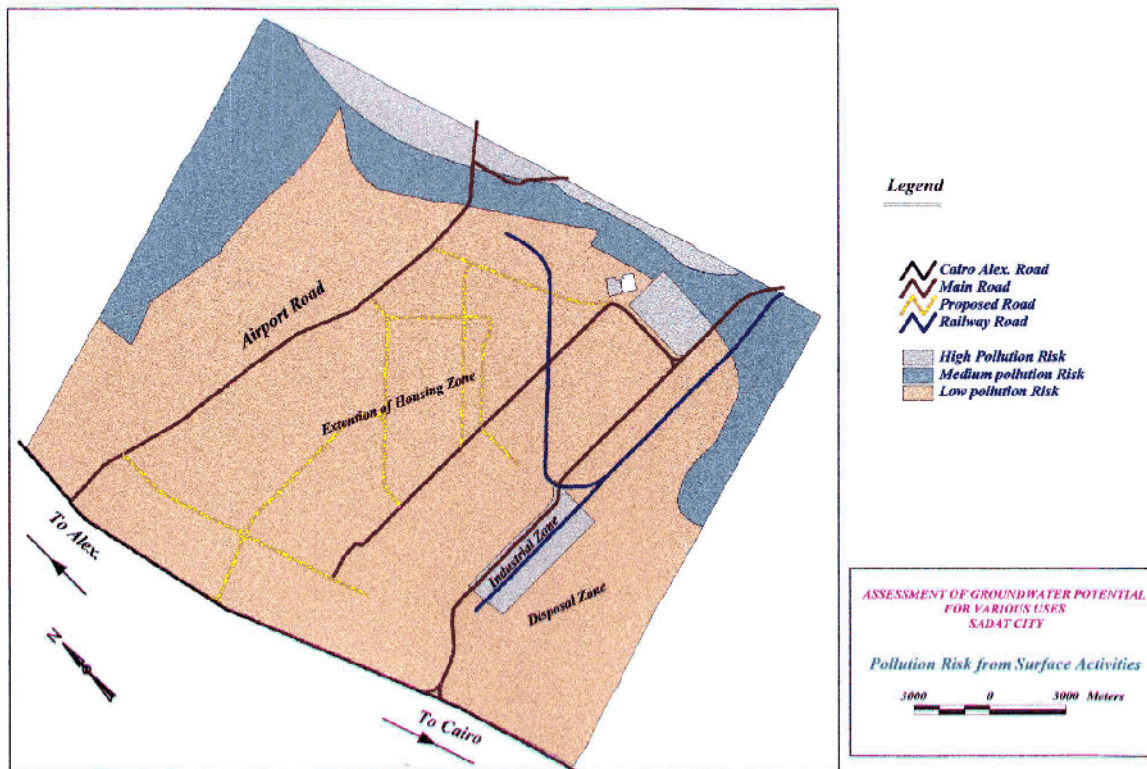 Airport Road
Extention of Housing Zone
Industrial Zone
Disposal Zone
To Alex.
N
To Cairo
Legend
Cairo Alex. Road
Main Road
Proposed Road
Railway Road
High Pollution Risk
Medium pollution Risk
Low pollution Risk
ASSESSMENT OF GROUNDWATER POTENTIAL
FOR VARIOUS USES
SADAT CITY
Pollution Risk from Surface Activities
3000 0 3000 Meters